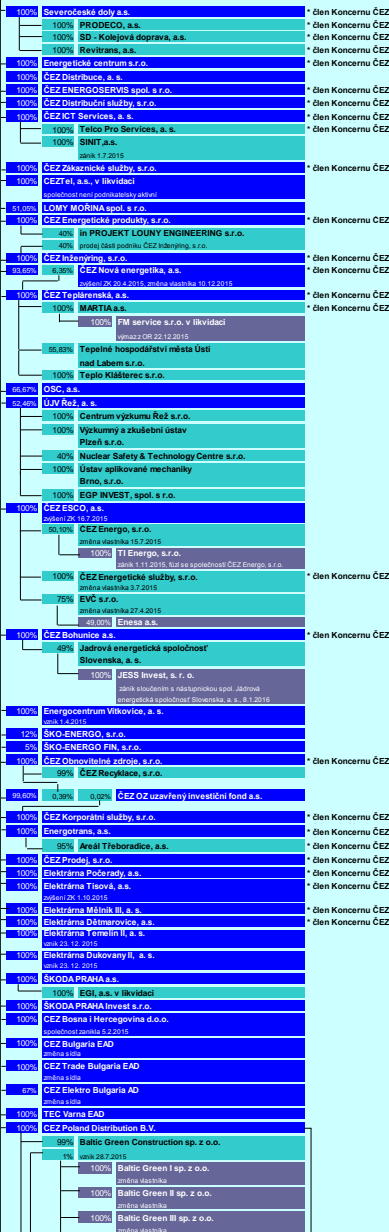 100% Severočeské doly a.s. * člen Koncernu ČEZ
100% PRODECO, a.s. * člen Koncernu ČEZ
100% SD - Kolejová doprava, a.s. * člen Koncernu ČEZ
100% Revitrans, a.s. * člen Koncernu ČEZ
100% Energetické centrum s.r.o. * člen Koncernu ČEZ
100% ČEZ Distribuce, a. s.
100% ČEZ ENERGOSERVIS spol. s r.o. * člen Koncernu ČEZ
100% ČEZ Distribuční služby, s.r.o. * člen Koncernu ČEZ
100% ČEZ ICT Services, a. s. * člen Koncernu ČEZ
100% Telco Pro Services, a. s. * člen Koncernu ČEZ
100% SINIT,a.s.
zánik 1.7.2015
100% ČEZ Zákaznické služby, s.r.o. * člen Koncernu ČEZ
100% CEZTel, a.s., v likvidaci
společnost není podnikatelsky aktivní
51,05% LOMY MOŘINA spol. s r.o.
100% ČEZ Energetické produkty, s.r.o. * člen Koncernu ČEZ
40% in PROJEKT LOUNY ENGINEERING s.r.o.
40% prodej části podniku ČEZ Inženýring, s.r.o.
100% ČEZ Inženýring, s.r.o. * člen Koncernu ČEZ
93,65% 6,35% ČEZ Nová energetika, a.s. * člen Koncernu ČEZ
zvýšení ZK 20.4.2015, změna vlastníka 10.12.2015
100% ČEZ Teplárenská, a.s. * člen Koncernu ČEZ
100% MARTIA a.s. * člen Koncernu ČEZ
100% FM service s.r.o. v likvidaci
výmaz z OR 22.12.2015
55,83% Tepelné hospodářství města Ústí
nad Labem s.r.o.
100% Teplo Klášterec s.r.o.
66,67% OSC, a.s.
52,46% ÚJV Řež, a. s.
100% Centrum výzkumu Řež s.r.o.
100% Výzkumný a zkušební ústav
Plzeň s.r.o.
40% Nuclear Safety & Technology Centre s.r.o.
100% Ústav aplikované mechaniky
Brno, s.r.o.
100% EGP INVEST, spol. s r.o.
100% ČEZ ESCO, a.s.
zvýšení ZK 16.7.2015
50,10% ČEZ Energo, s.r.o.
změna vlastníka 15.7.2015
100% TI Energo, s.r.o.
zánik 1.11.2015, fúzí se společností ČEZ Energo, s.r.o.
100% ČEZ Energetické služby, s.r.o. * člen Koncernu ČEZ
změna vlastníka 3.7.2015
75% EVČ s.r.o.
změna vlastníka 27.4.2015
49,00% Enesa a.s.
100% ČEZ Bohunice a.s. * člen Koncernu ČEZ
49% Jadrová energetická spoločnosť
Slovenska, a. s.
100% JESS Invest, s. r. o.
zánik sloučením s nástupnickou spol. Jádrová
energetická spoločnosť Slovenska, a. s., 8.1.2016
100% Energocentrum Vítkovice, a. s.
vznik 1.4.2015
12% ŠKO-ENERGO, s.r.o.
5% ŠKO-ENERGO FIN, s.r.o.
100% ČEZ Obnovitelné zdroje, s.r.o. * člen Koncernu ČEZ
99% ČEZ Recyklace, s.r.o.
99,60% 0,39% 0,02% ČEZ OZ uzavřený investiční fond a.s.
100% ČEZ Korporátní služby, s.r.o. * člen Koncernu ČEZ
100% Energotrans, a.s. * člen Koncernu ČEZ
95% Areál Třeboradice, a.s. * člen Koncernu ČEZ
100% ČEZ Prodej, s.r.o.
100% Elektrárna Počerady, a.s. * člen Koncernu ČEZ
100% Elektrárna Tisová, a.s. * člen Koncernu ČEZ
zvýšení ZK 1.10.2015
100% Elektrárna Mělník III, a. s. * člen Koncernu ČEZ
100% Elektrárna Dětmarovice, a.s. * člen Koncernu ČEZ
100% Elektrárna Temelín II, a. s.
vznik 23. 12. 2015
100% Elektrárna Dukovany II, a. s.
vznik 23. 12. 2015
100% ŠKODA PRAHA a.s.
100% EGI, a.s. v likvidaci
100% ŠKODA PRAHA Invest s.r.o.
100% CEZ Bosna i Hercegovina d.o.o.
společnost zanikla 5.2.2015
100% CEZ Bulgaria EAD
změna sídla
100% CEZ Trade Bulgaria EAD
změna sídla
67% CEZ Elektro Bulgaria AD
změna sídla
100% TEC Varna EAD
100% CEZ Poland Distribution B.V.
99% Baltic Green Construction sp. z o.o.
1% vznik 28.7.2015
100% Baltic Green I sp. z o.o.
změna vlastníka
100% Baltic Green II sp. z o.o.
změna vlastníka
100% Baltic Green III sp. z o.o.
změna vlastníka